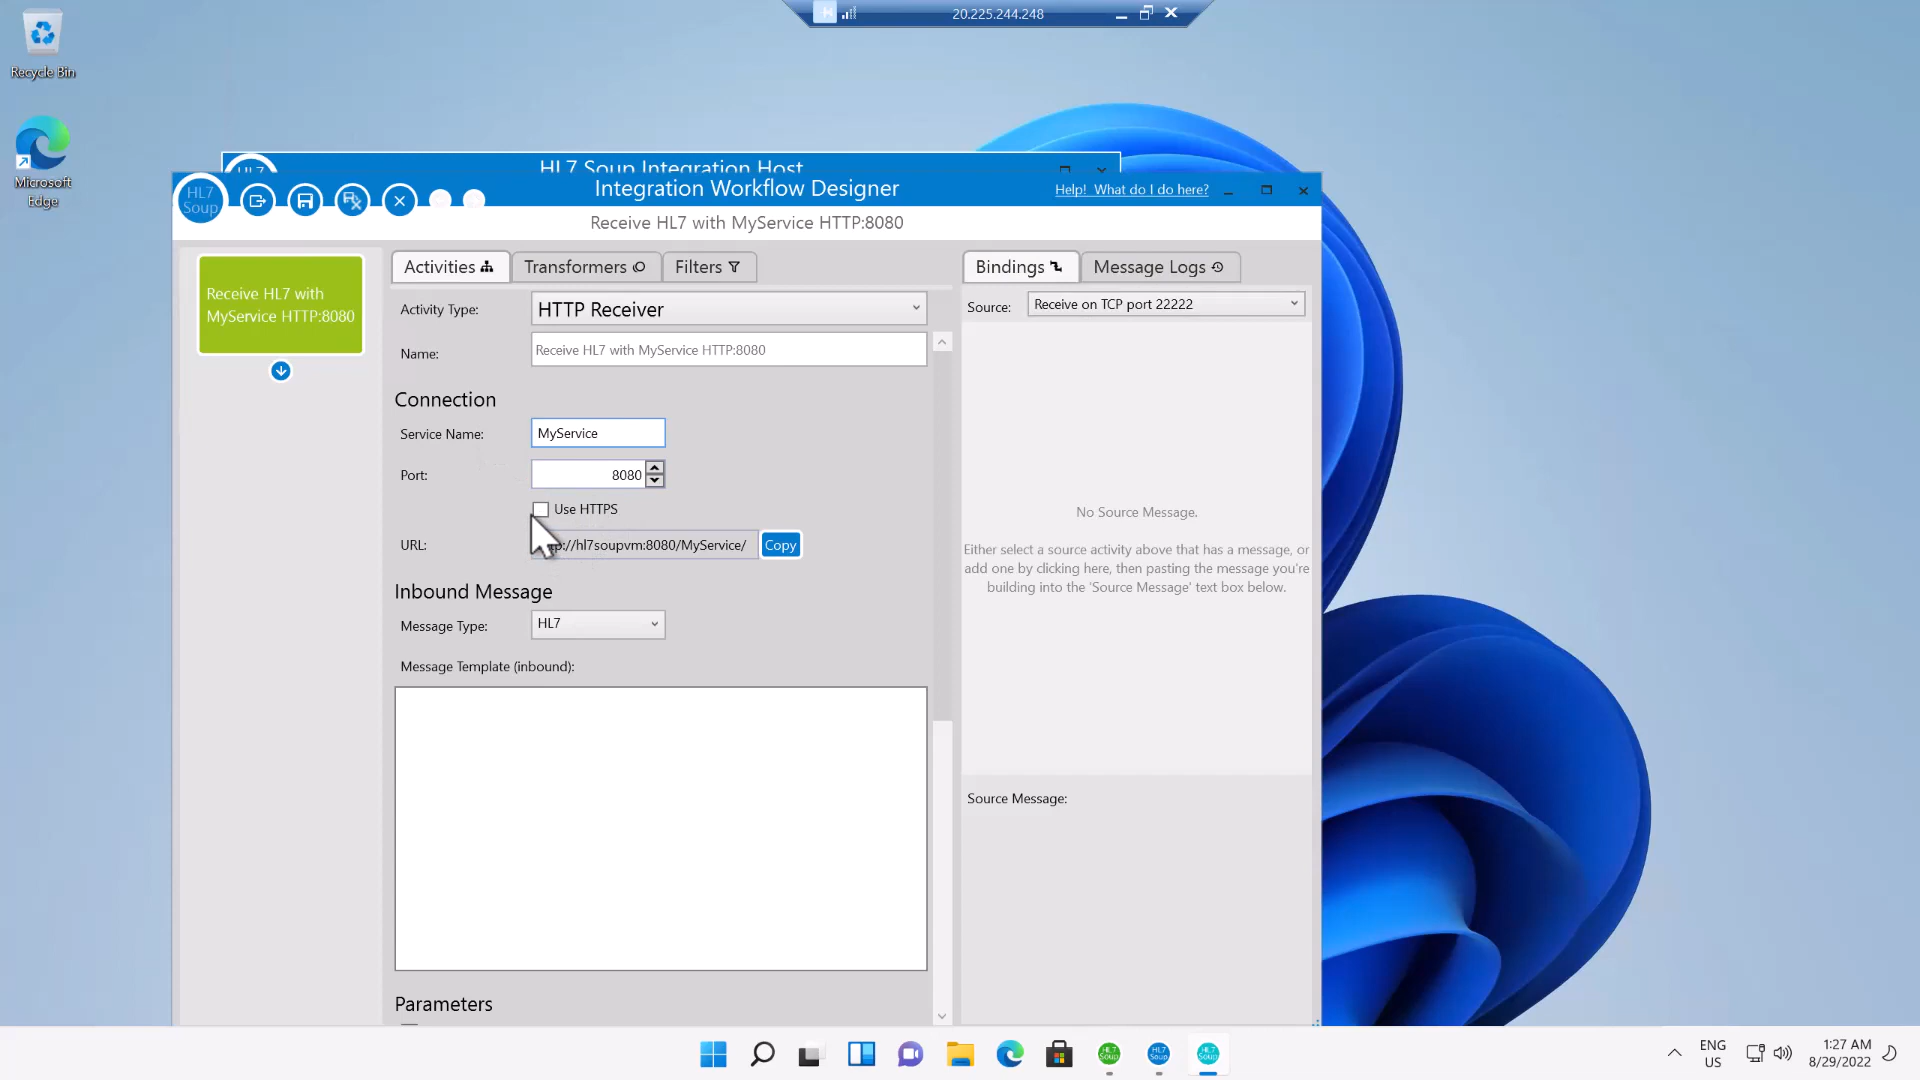 20.225.244.248
Recycle Bin
Microsoft
Edge
HL7 Soup Integration Host
HL7
Soup
Integration Workflow Designer
Help! What do I do here?
Receive HL7 with MyService HTTP:8080
Receive HL7 with
MyService HTTP:8080
Activities
Transformers
Filters
Bindings
Message Logs
Activity Type:
HTTP Receiver
Source:
Receive on TCP port 22222
Name:
Receive HL7 with MyService HTTP:8080
Connection
Service Name:
MyService
Port:
8080
Use HTTPS
URL:
p://hl7soupvm:8080/MyService/
Copy
Inbound Message
Message Type:
HL7
Message Template (inbound):
No Source Message.
Either select a source activity above that has a message, or
add one by clicking here, then pasting the message you're
building into the 'Source Message' text box below.
Source Message:
Parameters
HL7
Soup
HL7
Soup
HL7
Soup
ENG
US
1:27 AM
8/29/2022